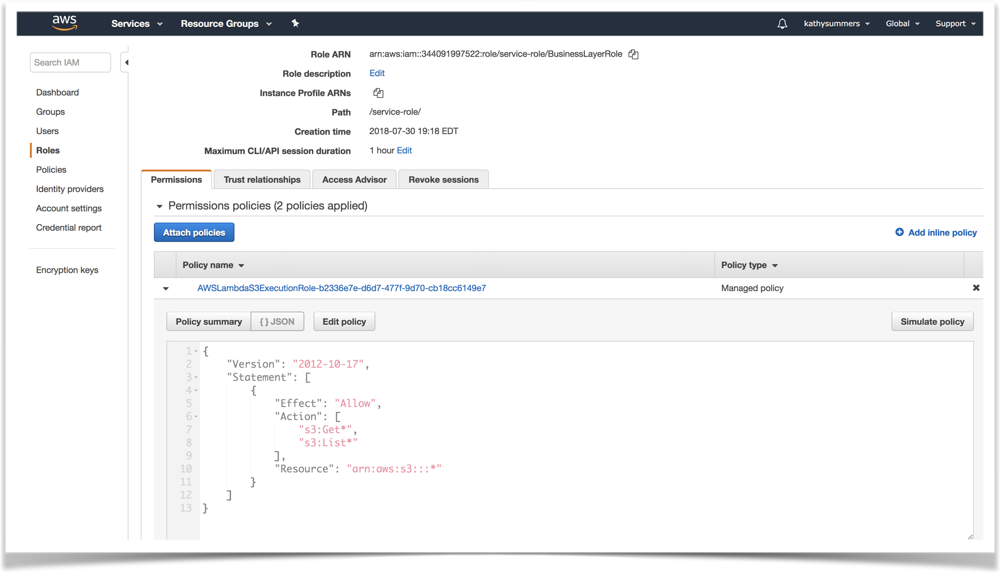 aws Services Resource Groups kathysummers Global Support
Search IAM
Dashboard
Groups
Users
Roles
Policies
Identity providers
Account settings
Credential report
Encryption keys
Role ARN arn:aws:iam::344091997522:role/service-role/BusinessLayerRole
Role description Edit
Instance Profile ARNs
Path /service-role/
Creation time 2018-07-30 19:18 EDT
Maximum CLI/API session duration 1 hour Edit
Permissions Trust relationships Access Advisor Revoke sessions
Permissions policies (2 policies applied)
Attach policies Add inline policy
Policy name Policy type
AWSLambdaS3ExecutionRole-b2336e7e-d6d7-477f-9d70-cb18cc6149e7 Managed policy
Policy summary {} JSON Edit policy Simulate policy
1 {
2 "Version": "2012-10-17",
3 "Statement": [
4 {
5 "Effect": "Allow",
6 "Action": [
7 "s3:Get*",
8 "s3:List*"
9 ],
10 "Resource": "arn:aws:s3:::*"
11 }
12 ]
13 }